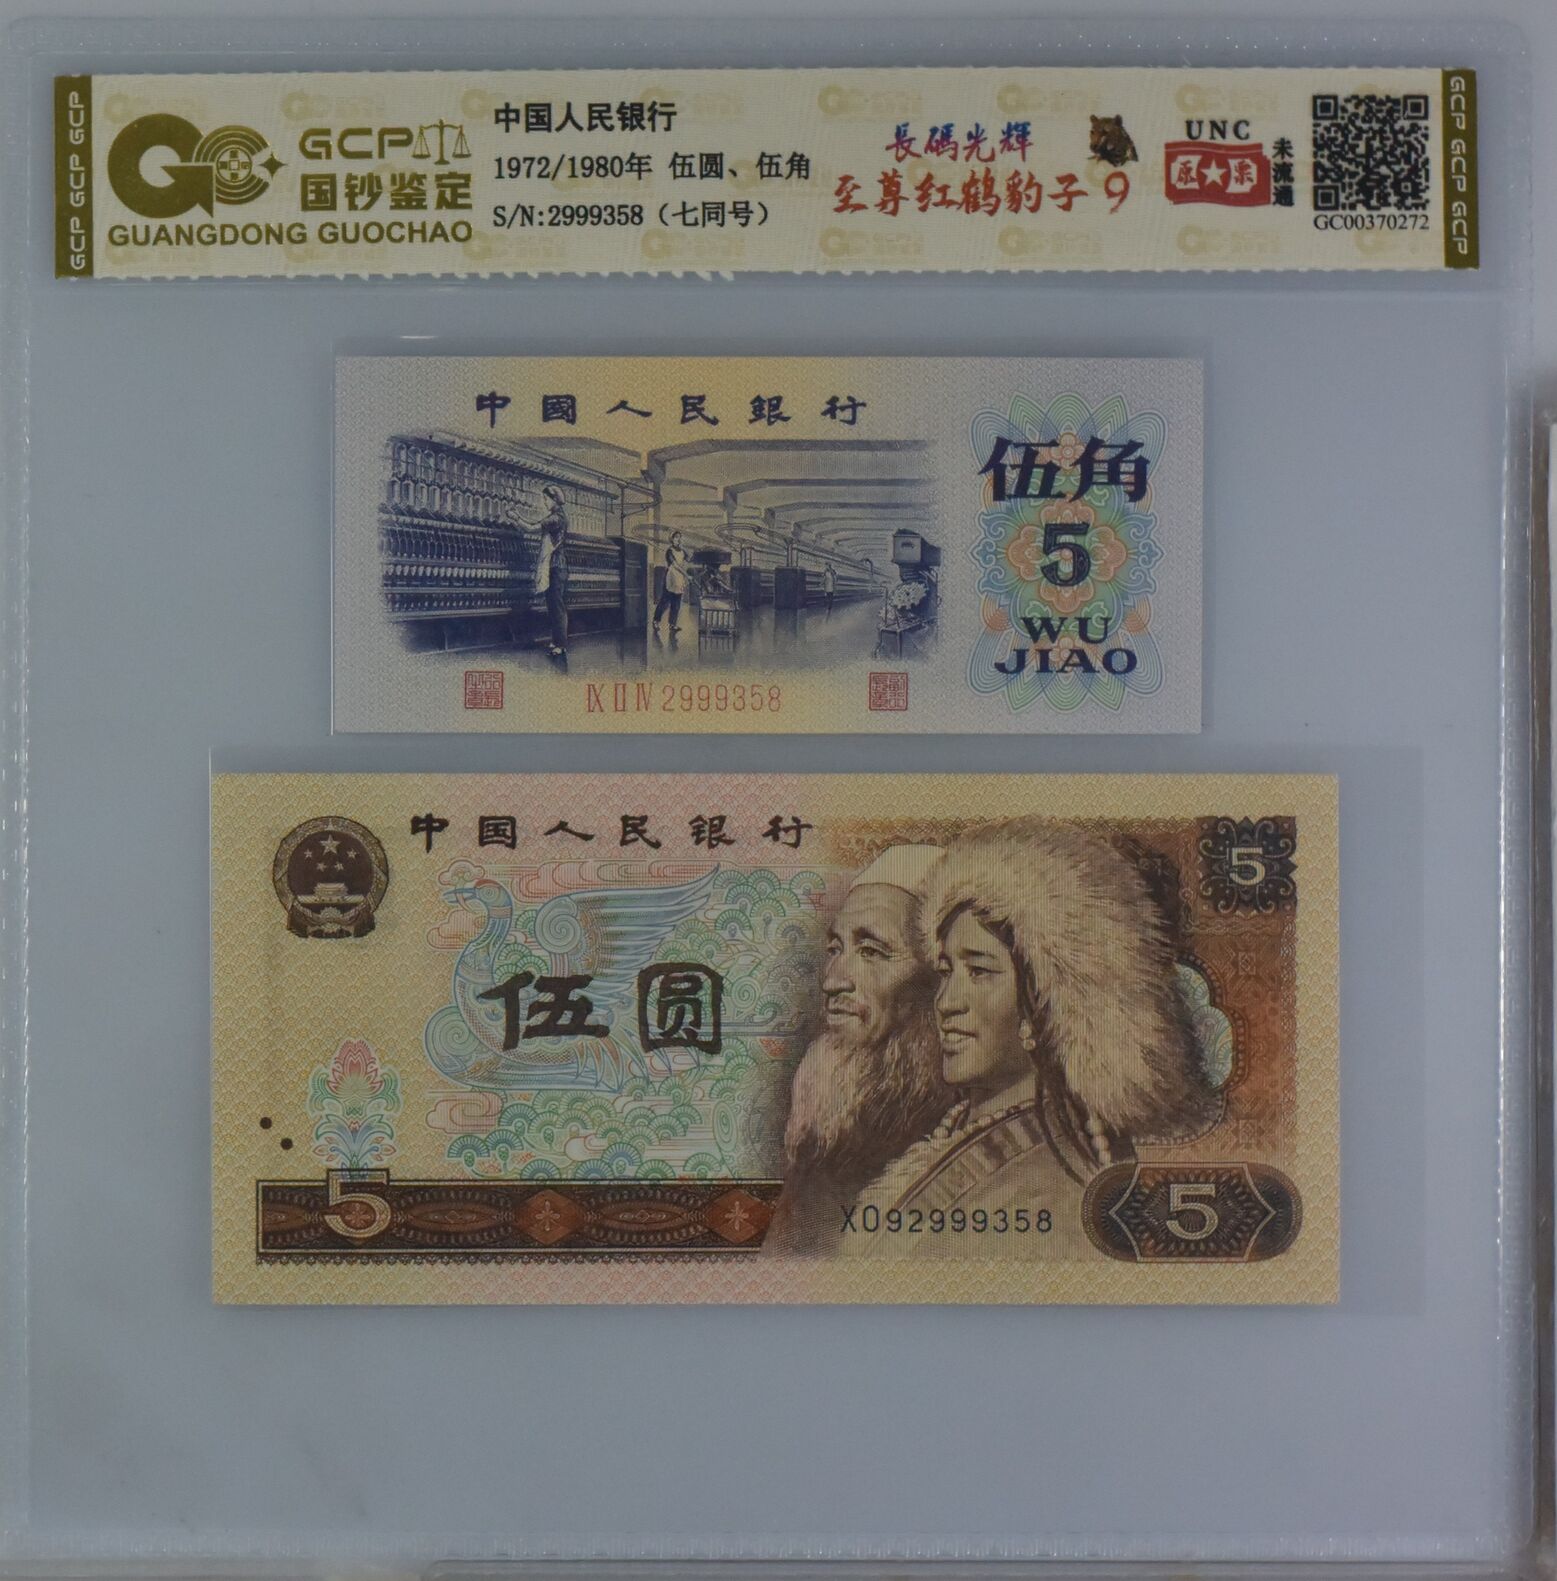 GCP GCP GCP
GCP
国钞鉴定
GUANGDONG GUOCHAO
中国人民银行
1972/1980年 伍圆、伍角
S/N:2999358（七同号）
長碼光輝
至尊红鹤豹子9
UNC
原★票
未流通
GC00370272
GCP GCP GCP
中國人民銀行
伍角
5
WU
JIAO
IX II IV 2999358
中国人民银行
5
伍圆
5
X092999358
5